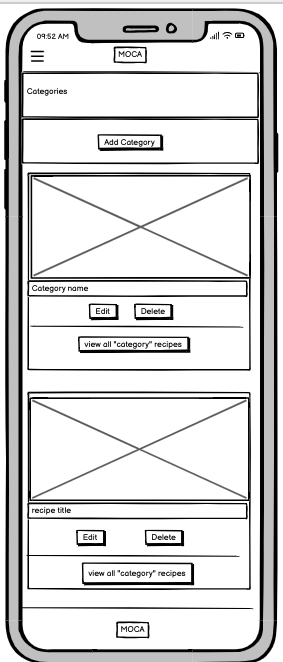 09:52 AM
MOCA
Categories
Add Category
Category name
Edit Delete
view all "category" recipes
recipe title
Edit Delete
view all "category" recipes
MOCA